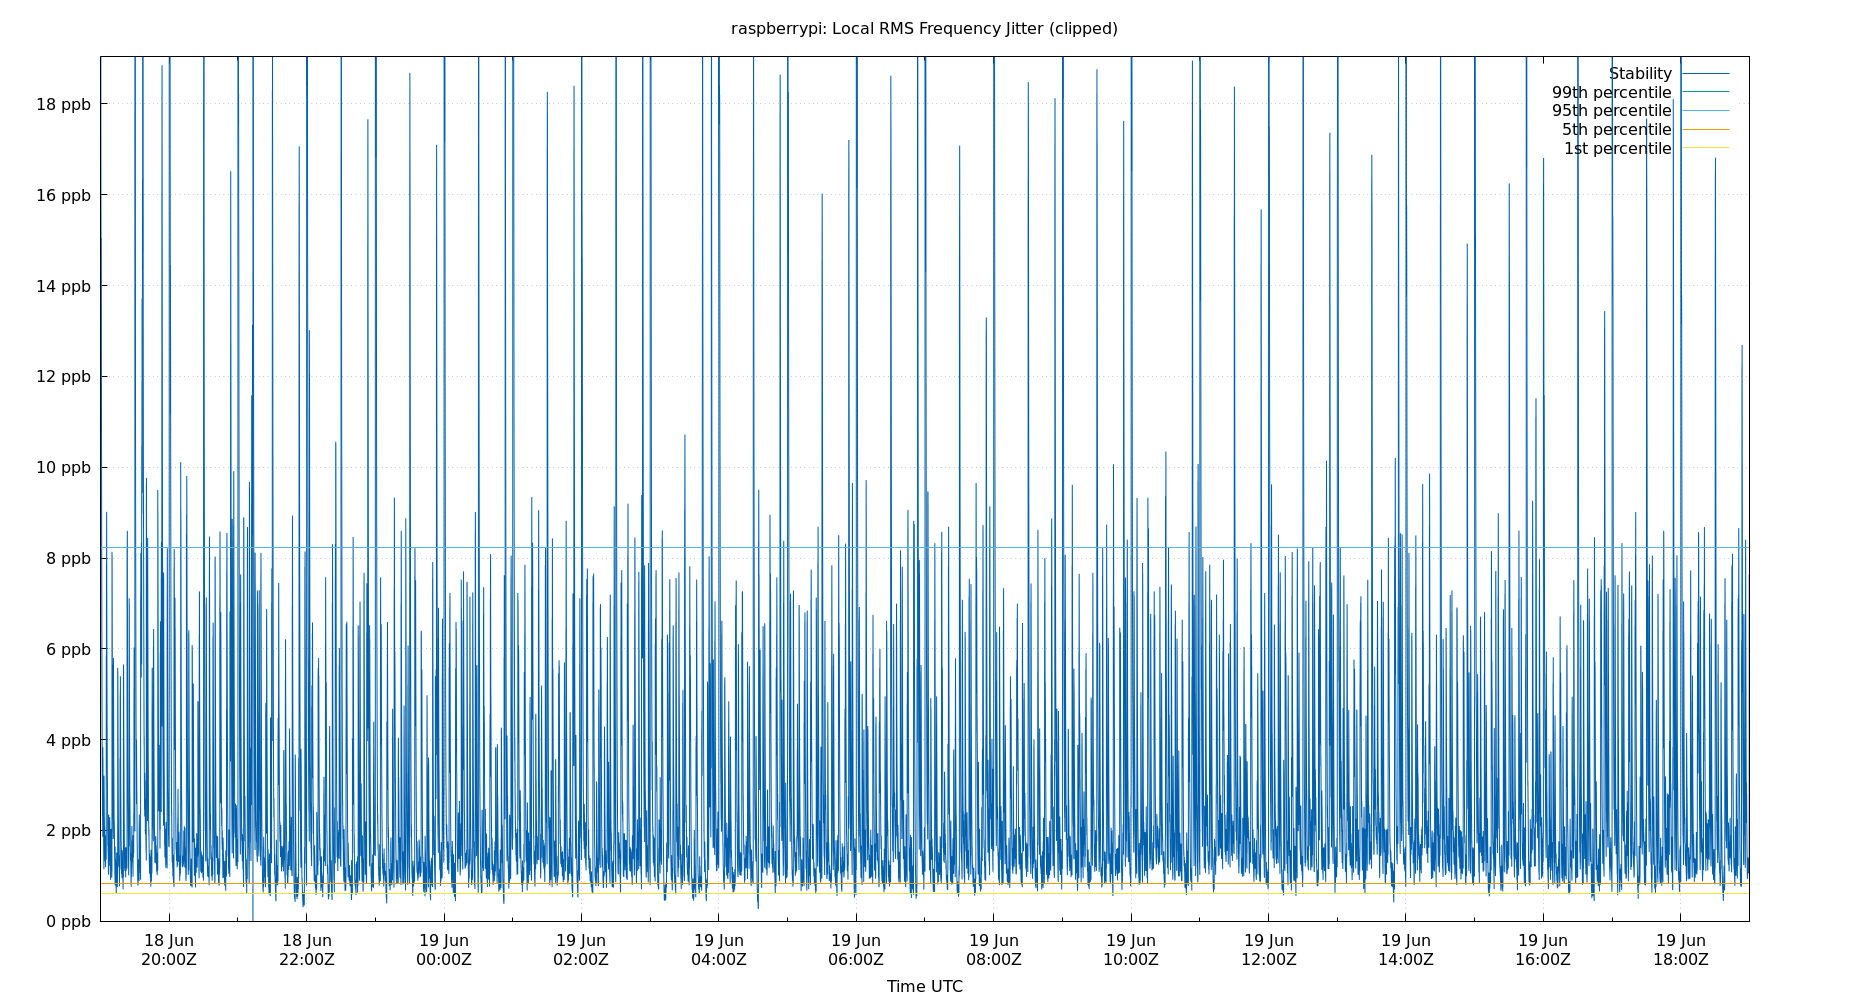 raspberrypi: Local RMS Frequency Jitter (clipped)
Stability
99th percentile
95th percentile
5th percentile
1st percentile
18 ppb
16 ppb
14 ppb
12 ppb
10 ppb
8 ppb
6 ppb
4 ppb
2 ppb
0 ppb
18 Jun 18 Jun 19 Jun 19 Jun 19 Jun 19 Jun 19 Jun 19 Jun 19 Jun 19 Jun 19 Jun 19 Jun
20:00Z 22:00Z 00:00Z 02:00Z 04:00Z 06:00Z 08:00Z 10:00Z 12:00Z 14:00Z 16:00Z 18:00Z
Time UTC